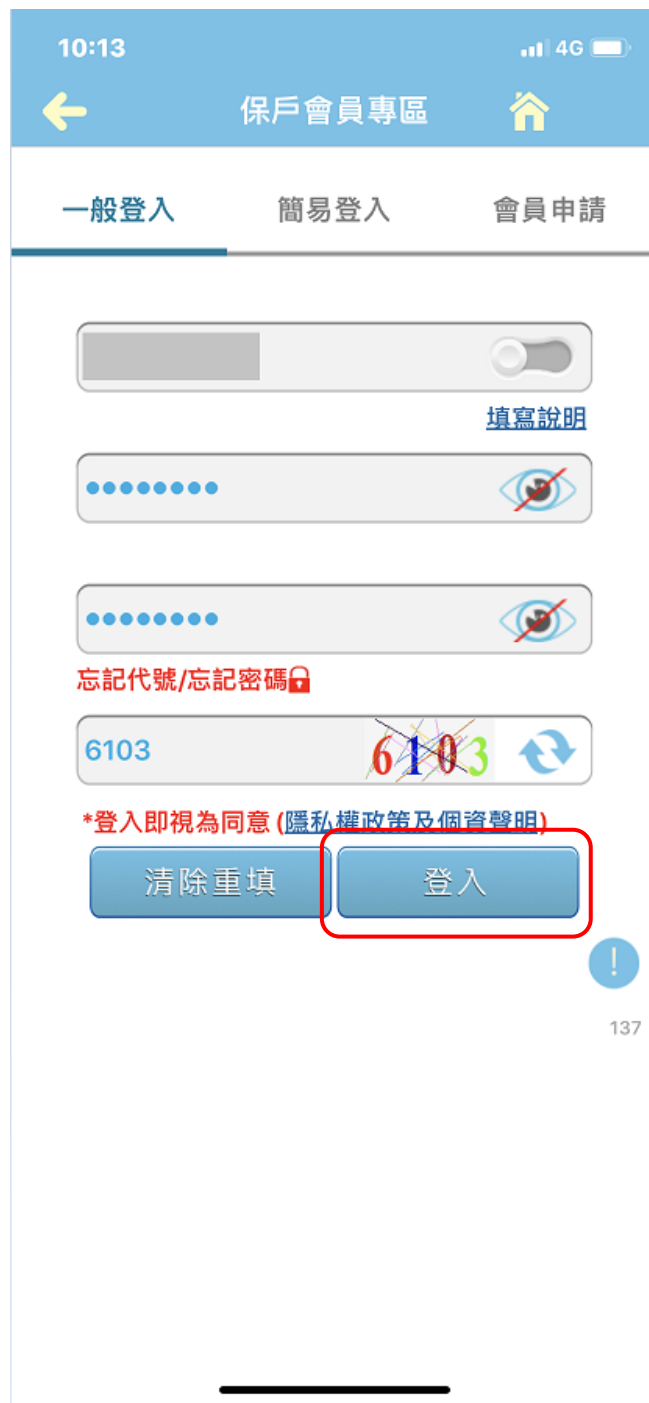 10:13 4G
保戶會員專區
一般登入 簡易登入 會員申請
填寫說明
忘記代號/忘記密碼
6103 6103
*登入即視為同意 (隱私權政策及個資聲明)
清除重填 登入
!
137